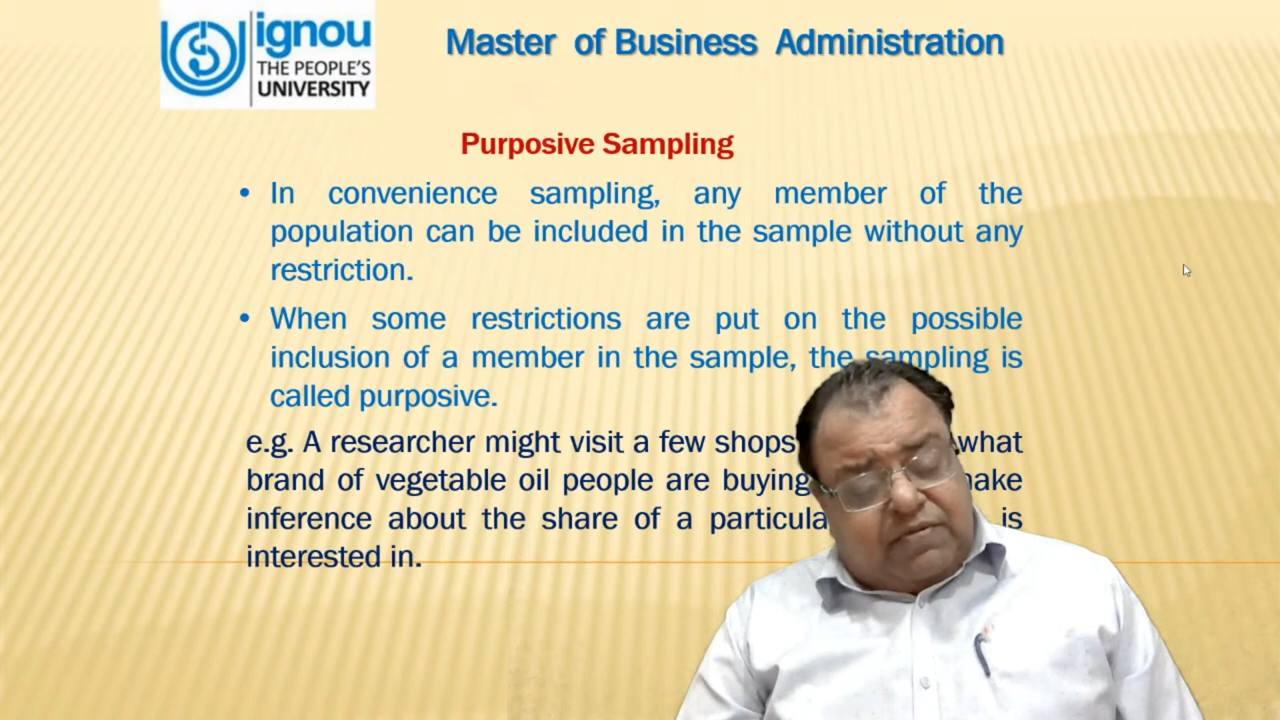 ignou
THE PEOPLE'S
UNIVERSITY
Master of Business Administration
Purposive Sampling
• In convenience sampling, any member of the
population can be included in the sample without any
restriction.
• When some restrictions are put on the possible
inclusion of a member in the sample, the sampling is
called purposive.
e.g. A researcher might visit a few shops what
brand of vegetable oil people are buying
inference about the share of a is
interested in.